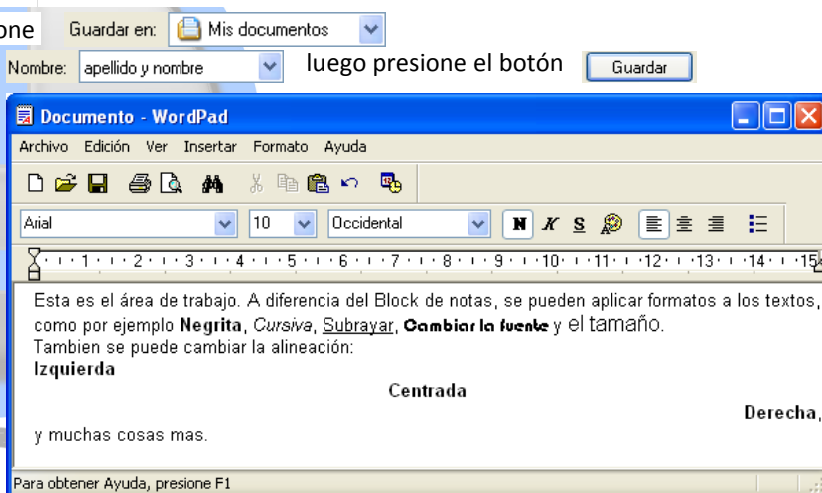 one Guardar en: Mis documentos
Nombre: apellido y nombre luego presione el botón Guardar
Documento - WordPad
Archivo Edición Ver Insertar Formato Ayuda
Arial 10 Occidental N K S
1 2 3 4 5 6 7 8 9 10 11 12 13 14 15
Esta es el área de trabajo. A diferencia del Block de notas, se pueden aplicar formatos a los textos,
como por ejemplo Negrita, Cursiva, Subrayar, Cambiar la fuente y el tamaño.
Tambien se puede cambiar la alineación:
Izquierda
Centrada
Derecha,
y muchas cosas mas.
Para obtener Ayuda, presione F1